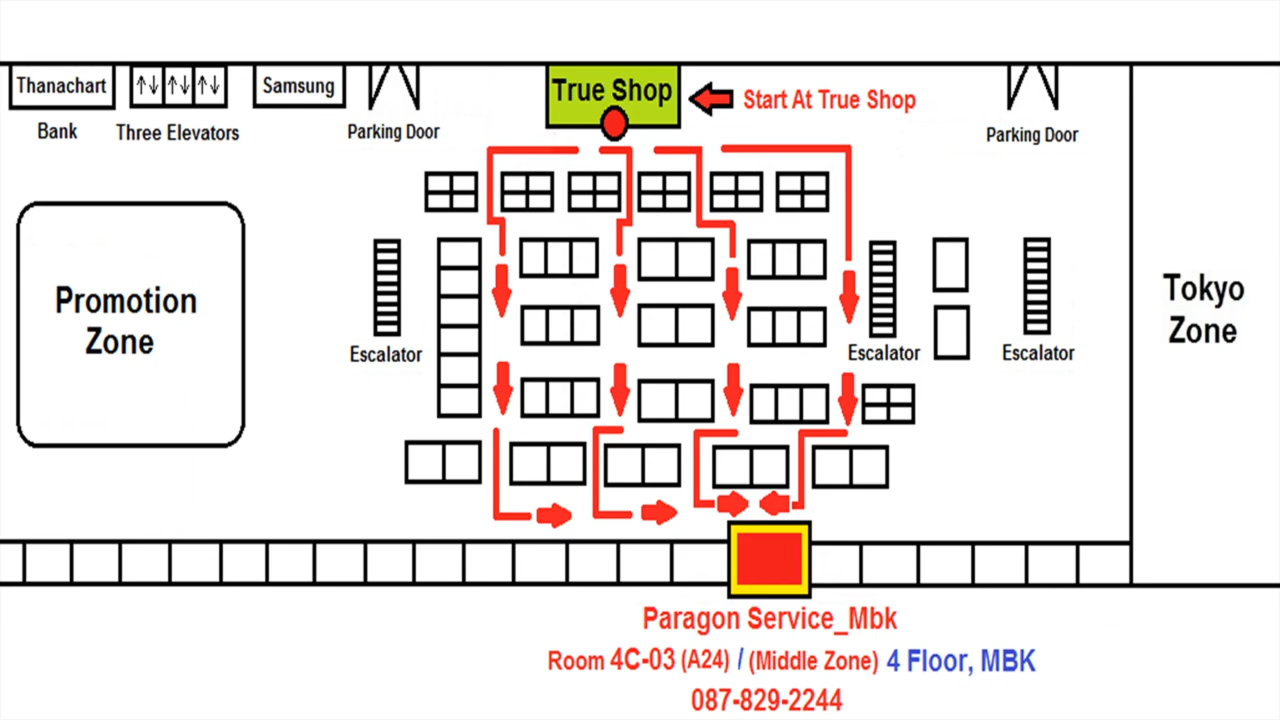 Thanachart
Bank
Three Elevators
Samsung
Parking Door
True Shop
Start At True Shop
Parking Door
Promotion
Zone
Escalator
Escalator
Escalator
Tokyo
Zone
Paragon Service_Mbk
Room 4C-03 (A24) / (Middle Zone) 4 Floor, MBK
087-829-2244